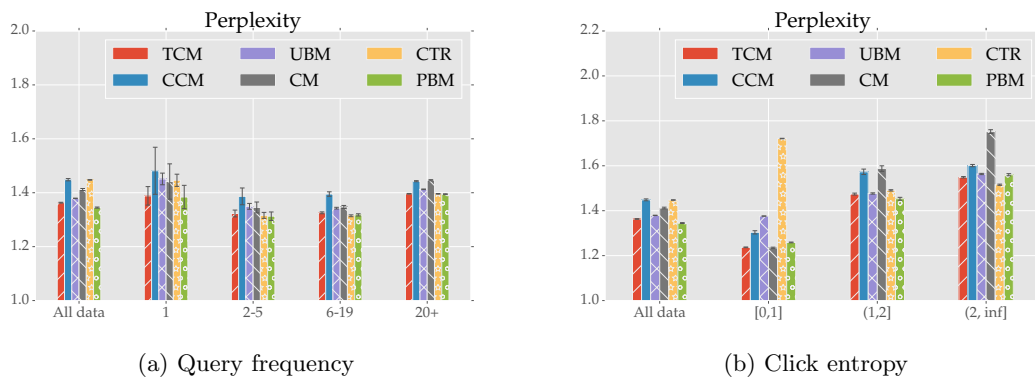 Perplexity
2.0
1.8
1.6
1.4
1.2
1.0
TCM UBM CTR
CCM CM PBM
All data 1 2-5 6-19 20+
(a) Query frequency
Perplexity
2.2
2.0
1.8
1.6
1.4
1.2
1.0
TCM UBM CTR
CCM CM PBM
All data [0,1] (1,2] (2, inf]
(b) Click entropy